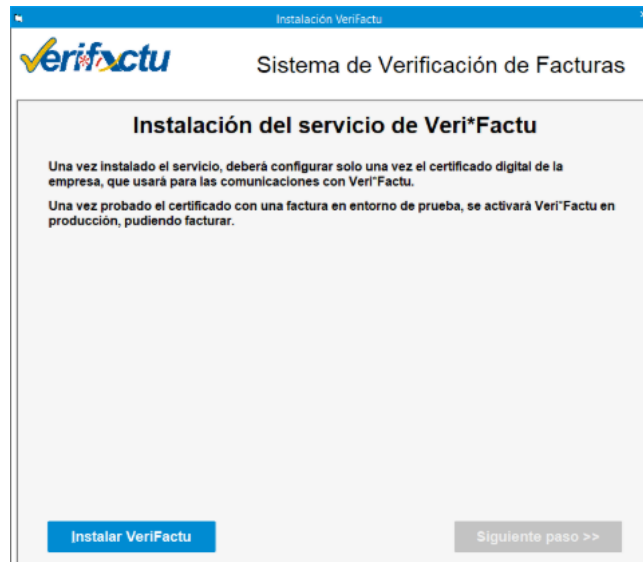 Instalación VeriFactu
Verifactu
Sistema de Verificación de Facturas
Instalación del servicio de Veri*Factu
Una vez instalado el servicio, deberá configurar solo una vez el certificado digital de la
empresa, que usará para las comunicaciones con Veri*Factu.
Una vez probado el certificado con una factura en entorno de prueba, se activará Veri*Factu en
producción, pudiendo facturar.
Instalar VeriFactu
Siguiente paso >>